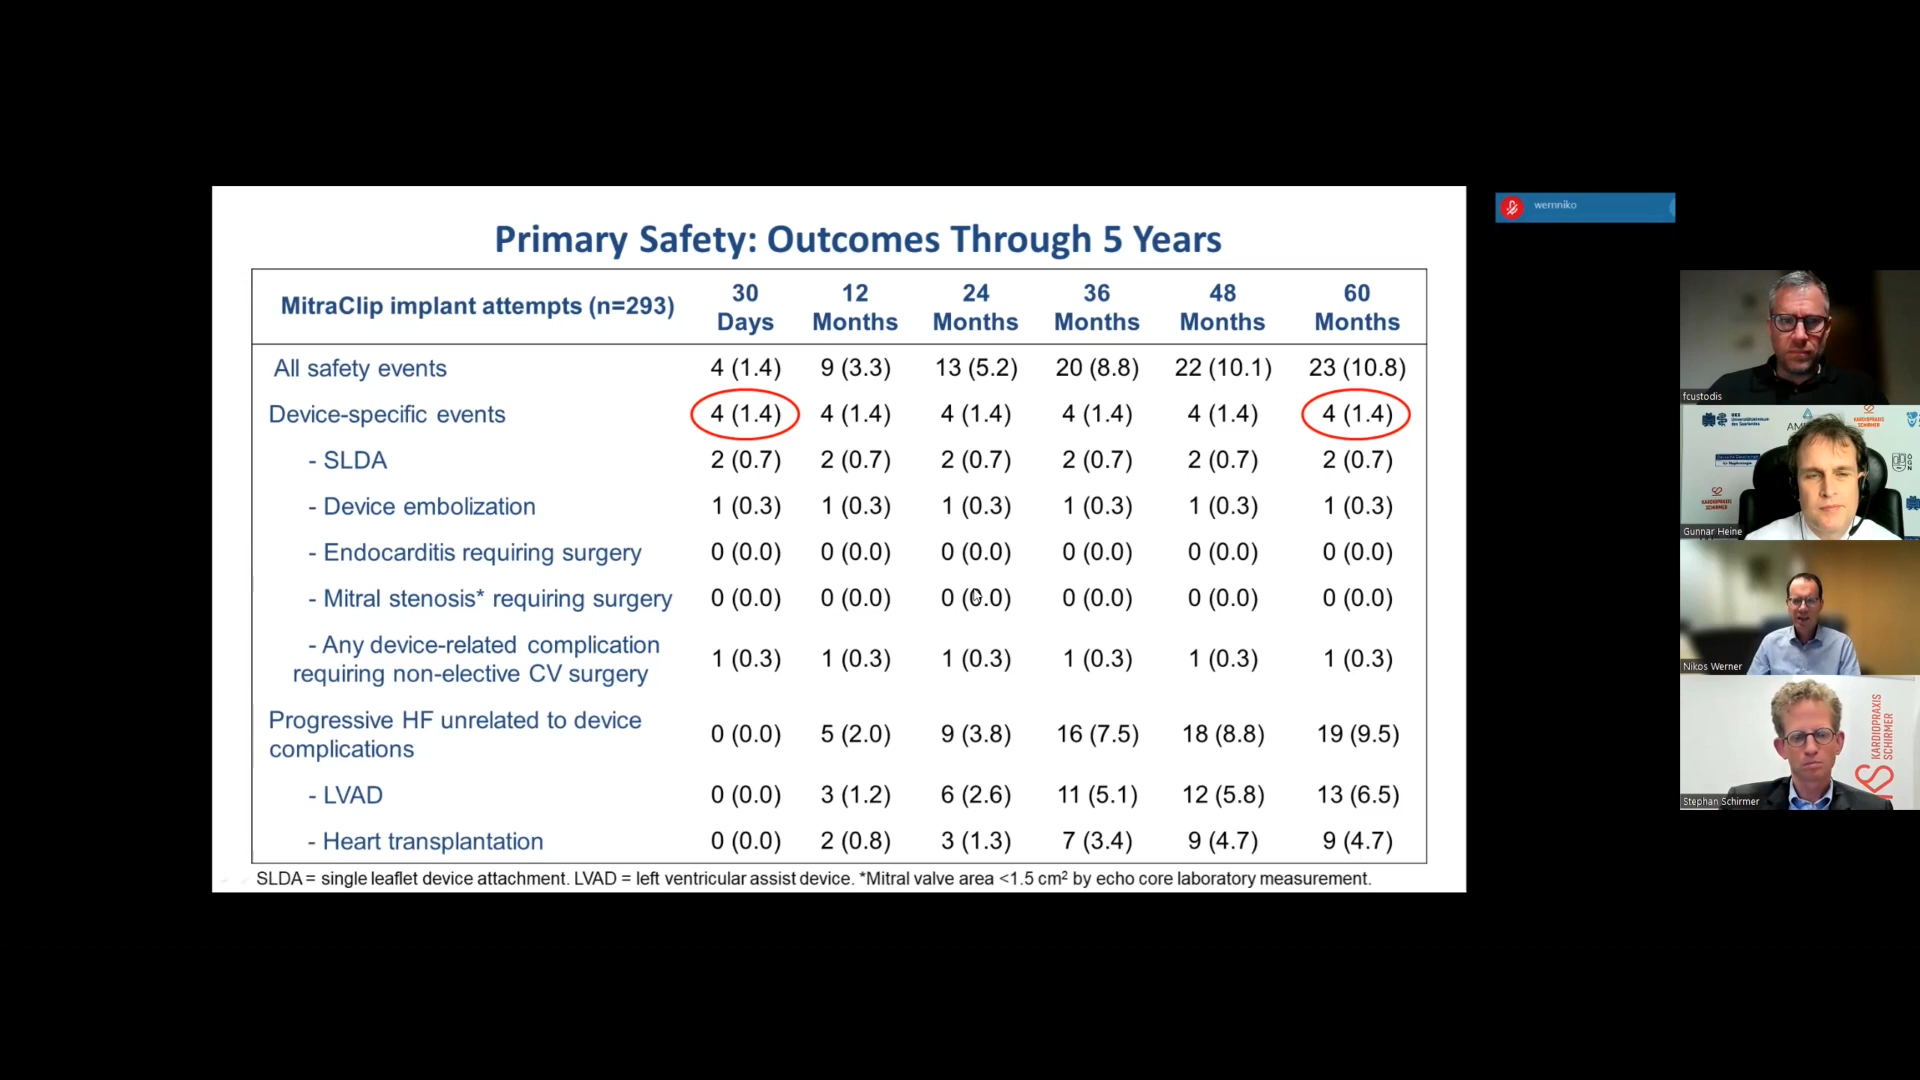 Primary Safety: Outcomes Through 5 Years
MitraClip implant attempts (n=293) 30 Days 12 Months 24 Months 36 Months 48 Months 60 Months
All safety events 4 (1.4) 9 (3.3) 13 (5.2) 20 (8.8) 22 (10.1) 23 (10.8)
Device-specific events 4 (1.4) 4 (1.4) 4 (1.4) 4 (1.4) 4 (1.4) 4 (1.4)
- SLDA 2 (0.7) 2 (0.7) 2 (0.7) 2 (0.7) 2 (0.7) 2 (0.7)
- Device embolization 1 (0.3) 1 (0.3) 1 (0.3) 1 (0.3) 1 (0.3) 1 (0.3)
- Endocarditis requiring surgery 0 (0.0) 0 (0.0) 0 (0.0) 0 (0.0) 0 (0.0) 0 (0.0)
- Mitral stenosis* requiring surgery 0 (0.0) 0 (0.0) 0 (0.0) 0 (0.0) 0 (0.0) 0 (0.0)
- Any device-related complication
requiring non-elective CV surgery 1 (0.3) 1 (0.3) 1 (0.3) 1 (0.3) 1 (0.3) 1 (0.3)
Progressive HF unrelated to device
complications 0 (0.0) 5 (2.0) 9 (3.8) 16 (7.5) 18 (8.8) 19 (9.5)
- LVAD 0 (0.0) 3 (1.2) 6 (2.6) 11 (5.1) 12 (5.8) 13 (6.5)
- Heart transplantation 0 (0.0) 2 (0.8) 3 (1.3) 7 (3.4) 9 (4.7) 9 (4.7)
SLDA = single leaflet device attachment. LVAD = left ventricular assist device. *Mitral valve area <1.5 cm² by echo core laboratory measurement.
wernniko
fcustodis
KARDIOPRAXIS
SCHIRMER
Gunnar Heine
Nikos Werner
KARDIOPRAXIS
SCHIRMER
Stephan Schirmer